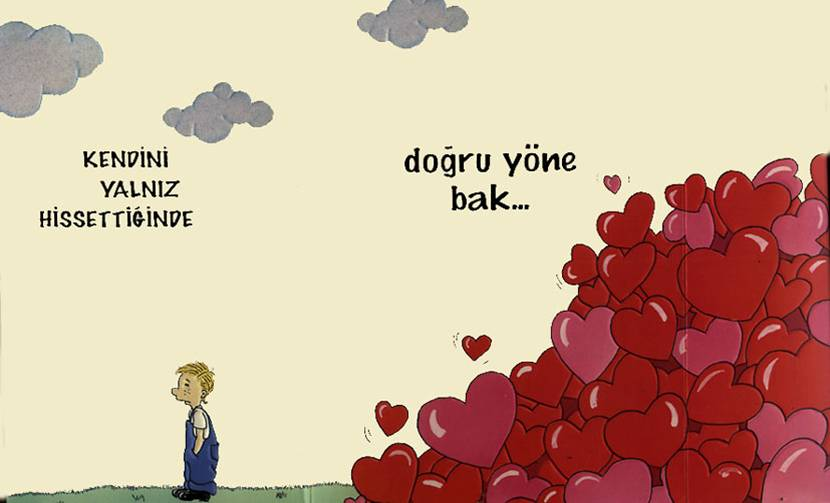 KENDİNİ
YALNIZ
HİSSETTİĞİNDE
doğru yöne
bak...